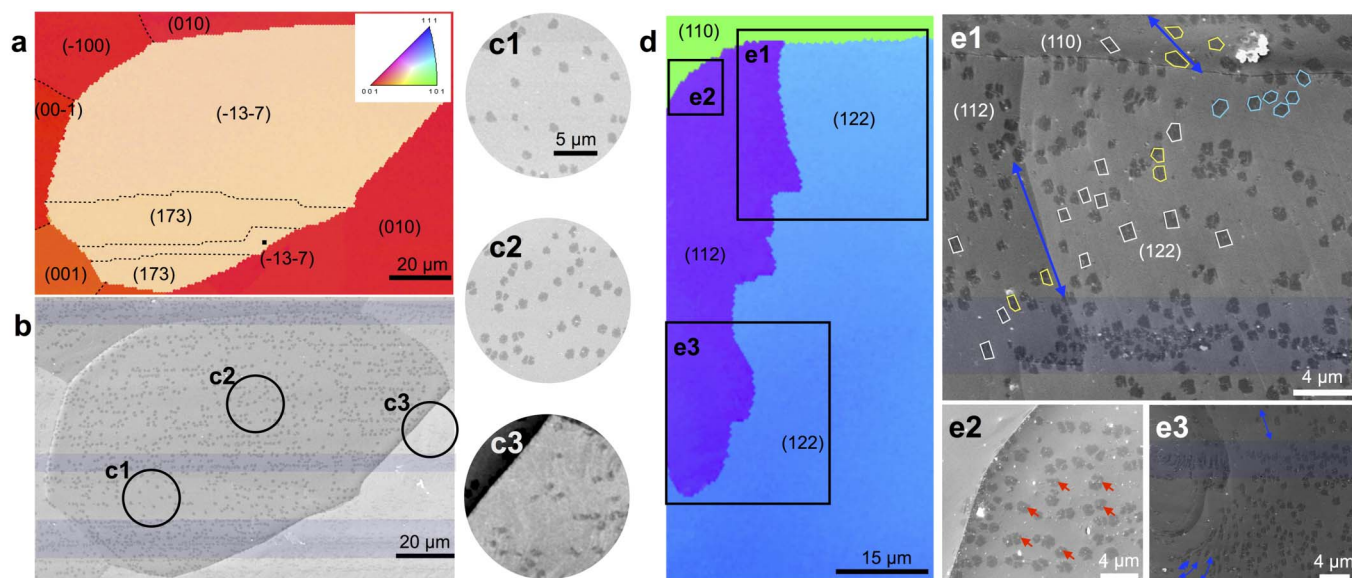 a
(-100)
(010)
111
001
101
(00-1)
(-13-7)
(173)
(010)
(001)
(173)
(-13-7)
20 µm
b
c2
c3
c1
20 µm
c1
5 µm
c2
c3
d
(110)
e1
e2
(122)
(112)
e3
(122)
15 µm
e1
(110)
(112)
(122)
4 µm
e2
4 µm
e3
4 µm